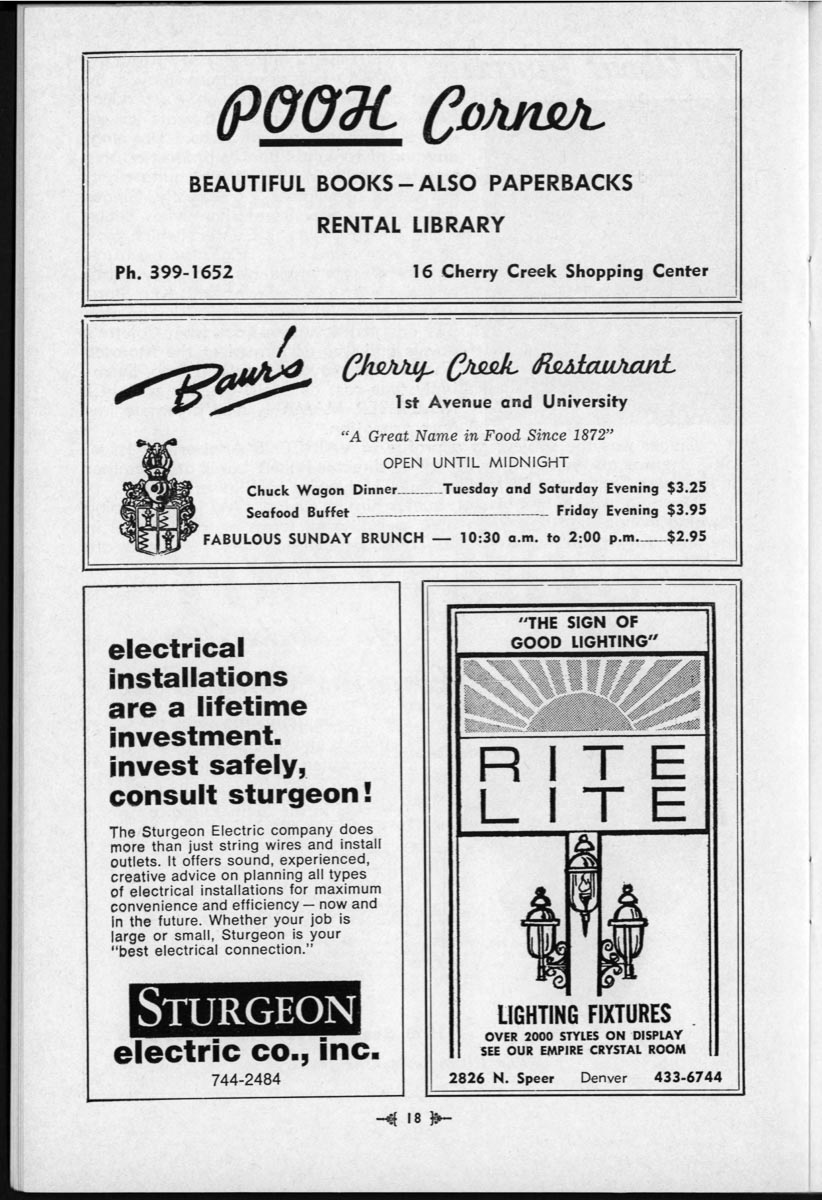 POOH Corner
BEAUTIFUL BOOKS – ALSO PAPERBACKS
RENTAL LIBRARY
Ph. 399-1652 16 Cherry Creek Shopping Center
Baur's Cherry Creek Restaurant
1st Avenue and University
"A Great Name in Food Since 1872"
OPEN UNTIL MIDNIGHT
Chuck Wagon Dinner........Tuesday and Saturday Evening $3.25
Seafood Buffet ........ Friday Evening $3.95
FABULOUS SUNDAY BRUNCH — 10:30 a.m. to 2:00 p.m.......$2.95
electrical
installations
are a lifetime
investment.
invest safely,
consult sturgeon!
The Sturgeon Electric company does
more than just string wires and install
outlets. It offers sound, experienced,
creative advice on planning all types
of electrical installations for maximum
convenience and efficiency — now and
in the future. Whether your job is
large or small, Sturgeon is your
"best electrical connection."
STURGEON
electric co., inc.
744-2484
"THE SIGN OF
GOOD LIGHTING"
RITE
LITE
LIGHTING FIXTURES
OVER 2000 STYLES ON DISPLAY
SEE OUR EMPIRE CRYSTAL ROOM
2826 N. Speer Denver 433-6744
18